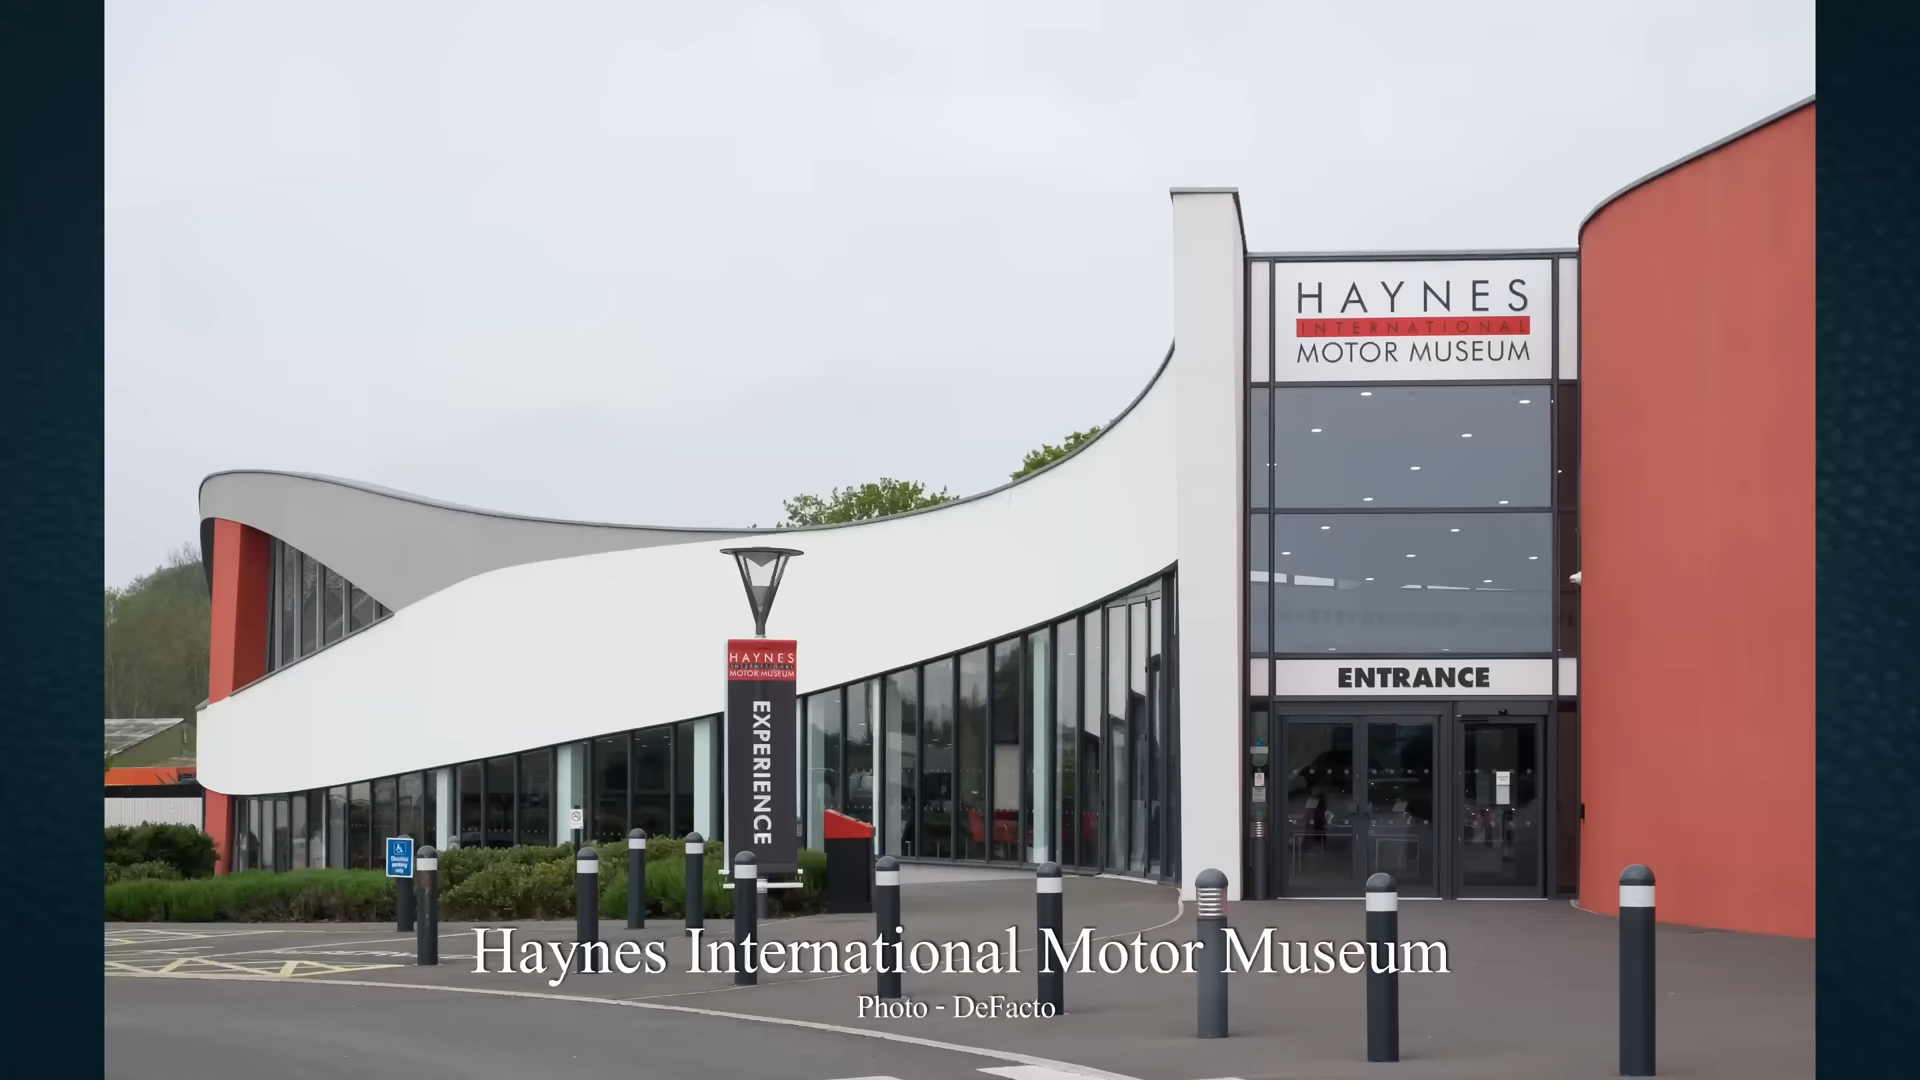 HAYNES
INTERNATIONAL
MOTOR MUSEUM
ENTRANCE
HAYNES
INTERNATIONAL
MOTOR MUSEUM
EXPERIENCE
Haynes International Motor Museum
Photo - DeFacto